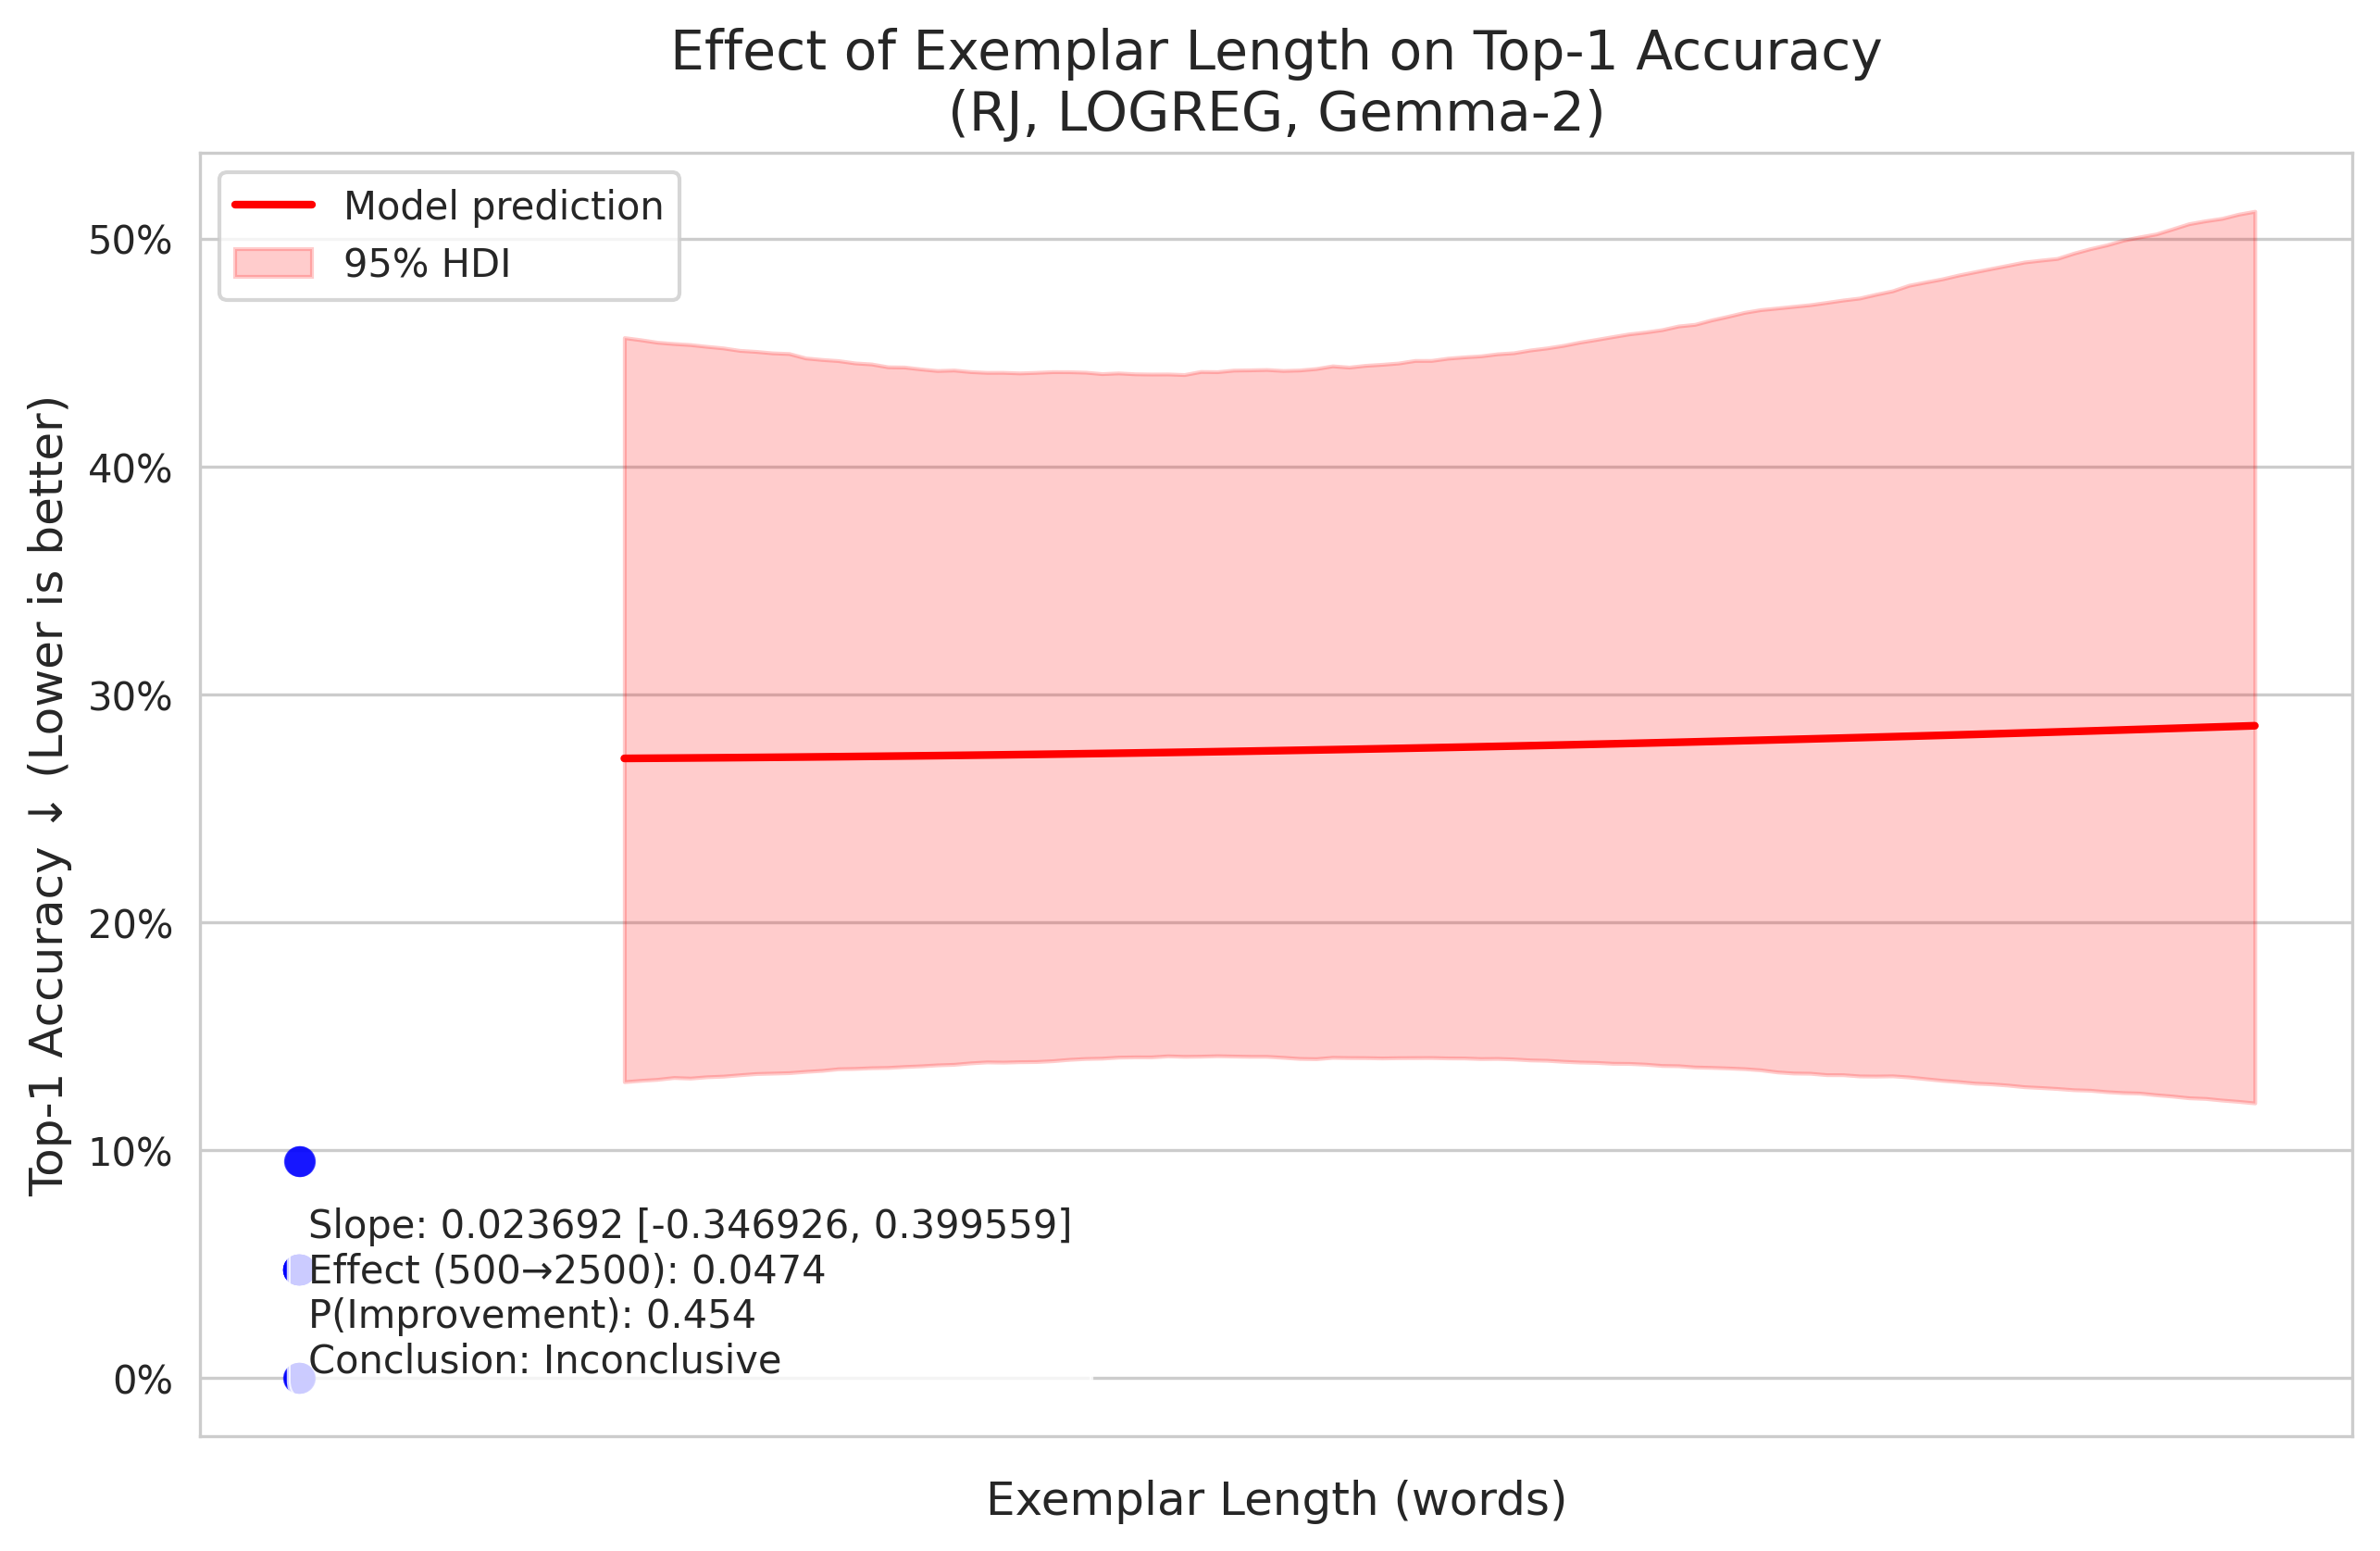 Effect of Exemplar Length on Top-1 Accuracy
(RJ, LOGREG, Gemma-2)
Model prediction
95% HDI
50%
40%
30%
20%
10%
0%
Top-1 Accuracy ↓ (Lower is better)
Slope: 0.023692 [-0.346926, 0.399559]
Effect (500→2500): 0.0474
P(Improvement): 0.454
Conclusion: Inconclusive
Exemplar Length (words)